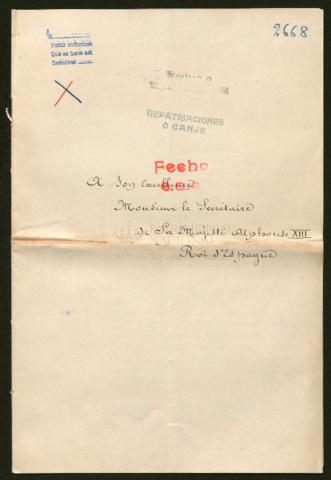 2668
Pedir informes
Que se haga así
Devolver
REPATRIACIONES
O CANJE
Fecho
A Son Excellence
Monsieur le Secrétaire
de Sa Majesté Alphonse XIII
Roi d'Espagne